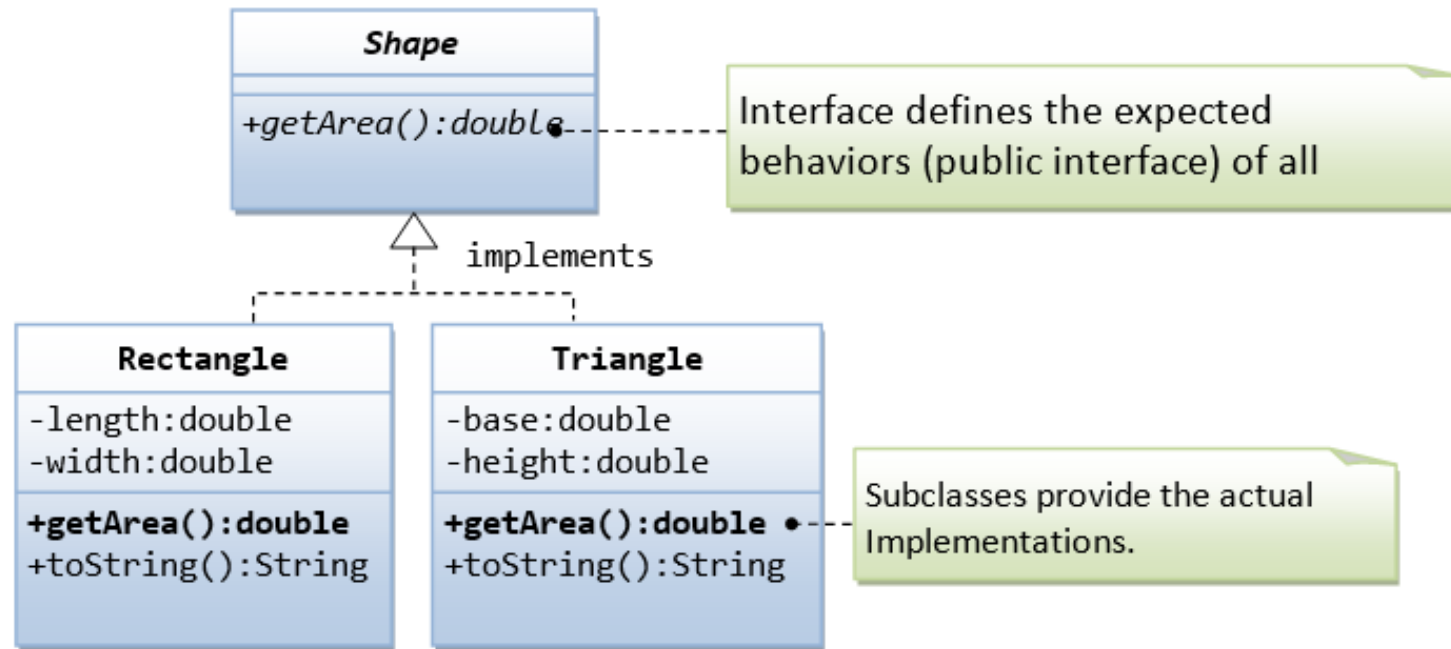 Shape
+getArea():double
Interface defines the expected
behaviors (public interface) of all
implements
Rectangle
-length:double
-width:double
+getArea():double
+toString():String
Triangle
-base:double
-height:double
+getArea():double
+toString():String
Subclasses provide the actual
Implementations.